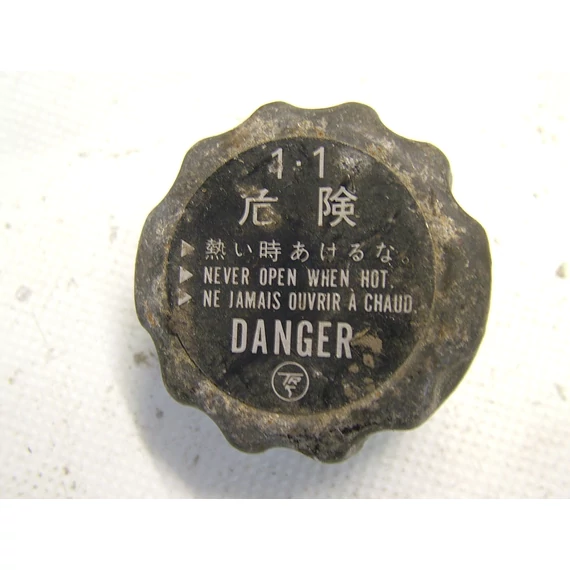 1·1
危険
▶ 熱い時あけるな。
▶ NEVER OPEN WHEN HOT.
▶ NE JAMAIS OUVRIR À CHAUD.
DANGER